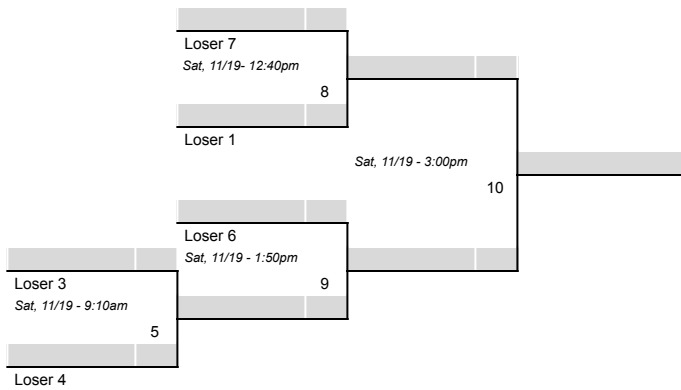 Loser 7
Sat, 11/19- 12:40pm
8
Loser 1
Sat, 11/19 - 3:00pm
10
Loser 6
Sat, 11/19 - 1:50pm
9
Loser 3
Sat, 11/19 - 9:10am
5
Loser 4